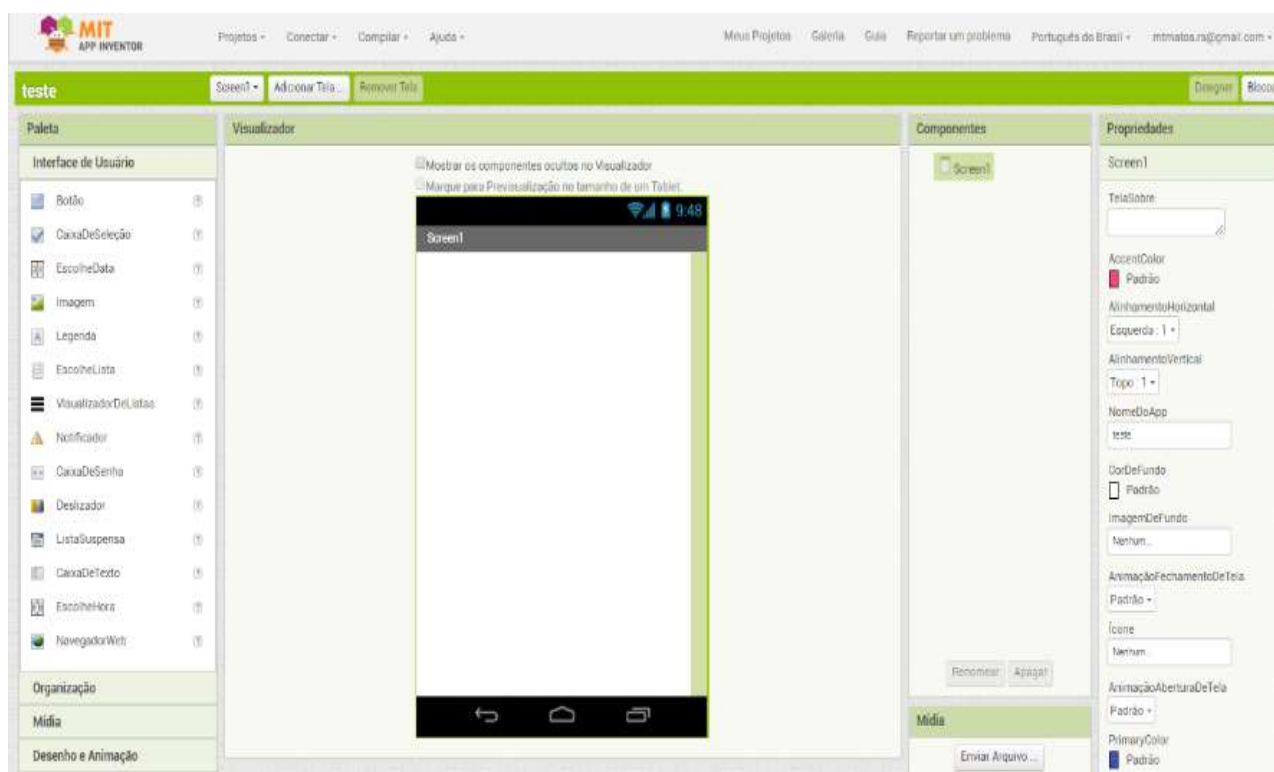 MIT
APP INVENTOR
Projetos Conectar Compilar Ajuda Meus Projetos Galeria Guia Reportar um problema Português do Brasil mtmatos.rs@gmail.com
teste Screen1 Adicionar Tela... Remover Tela Designer Blocos
Paleta
Interface de Usuário
Botão
CaixaDeSeleção
EscolheData
Imagem
Legenda
EscolheLista
VisualizadorDeListas
Notificador
CaixaDeSenha
Deslizador
ListaSuspensa
CaixaDeTexto
EscolheHora
NavegadorWeb
Organização
Mídia
Desenho e Animação
Visualizador
Mostrar os componentes ocultos no Visualizador
Marque para Previsualização no tamanho de um Tablet.
9:48
Screen1
Componentes
Screen1
Renomear Apagar
Mídia
Enviar Arquivo ...
Propriedades
Screen1
TelaSobre
AccentColor
Padrão
AlinhamentoHorizontal
Esquerda : 1
AlinhamentoVertical
Topo : 1
NomeDoApp
teste
CorDeFundo
Padrão
ImagemDeFundo
Nenhum...
AnimaçãoFechamentoDeTela
Padrão
Ícone
Nenhum...
AnimaçãoAberturaDeTela
Padrão
PrimaryColor
Padrão